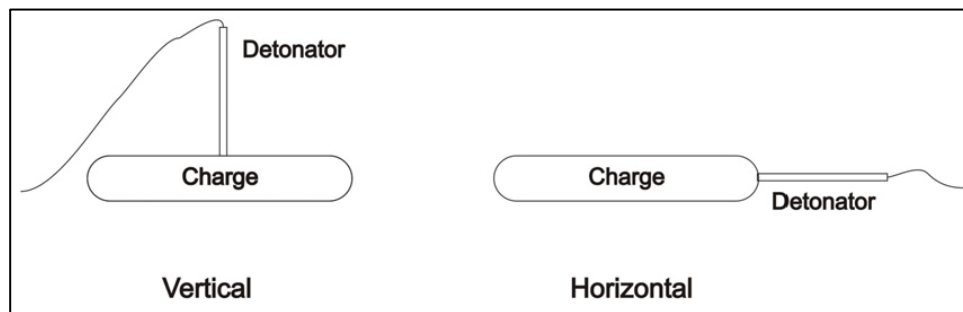 Detonator
Charge
Vertical
Charge
Detonator
Horizontal